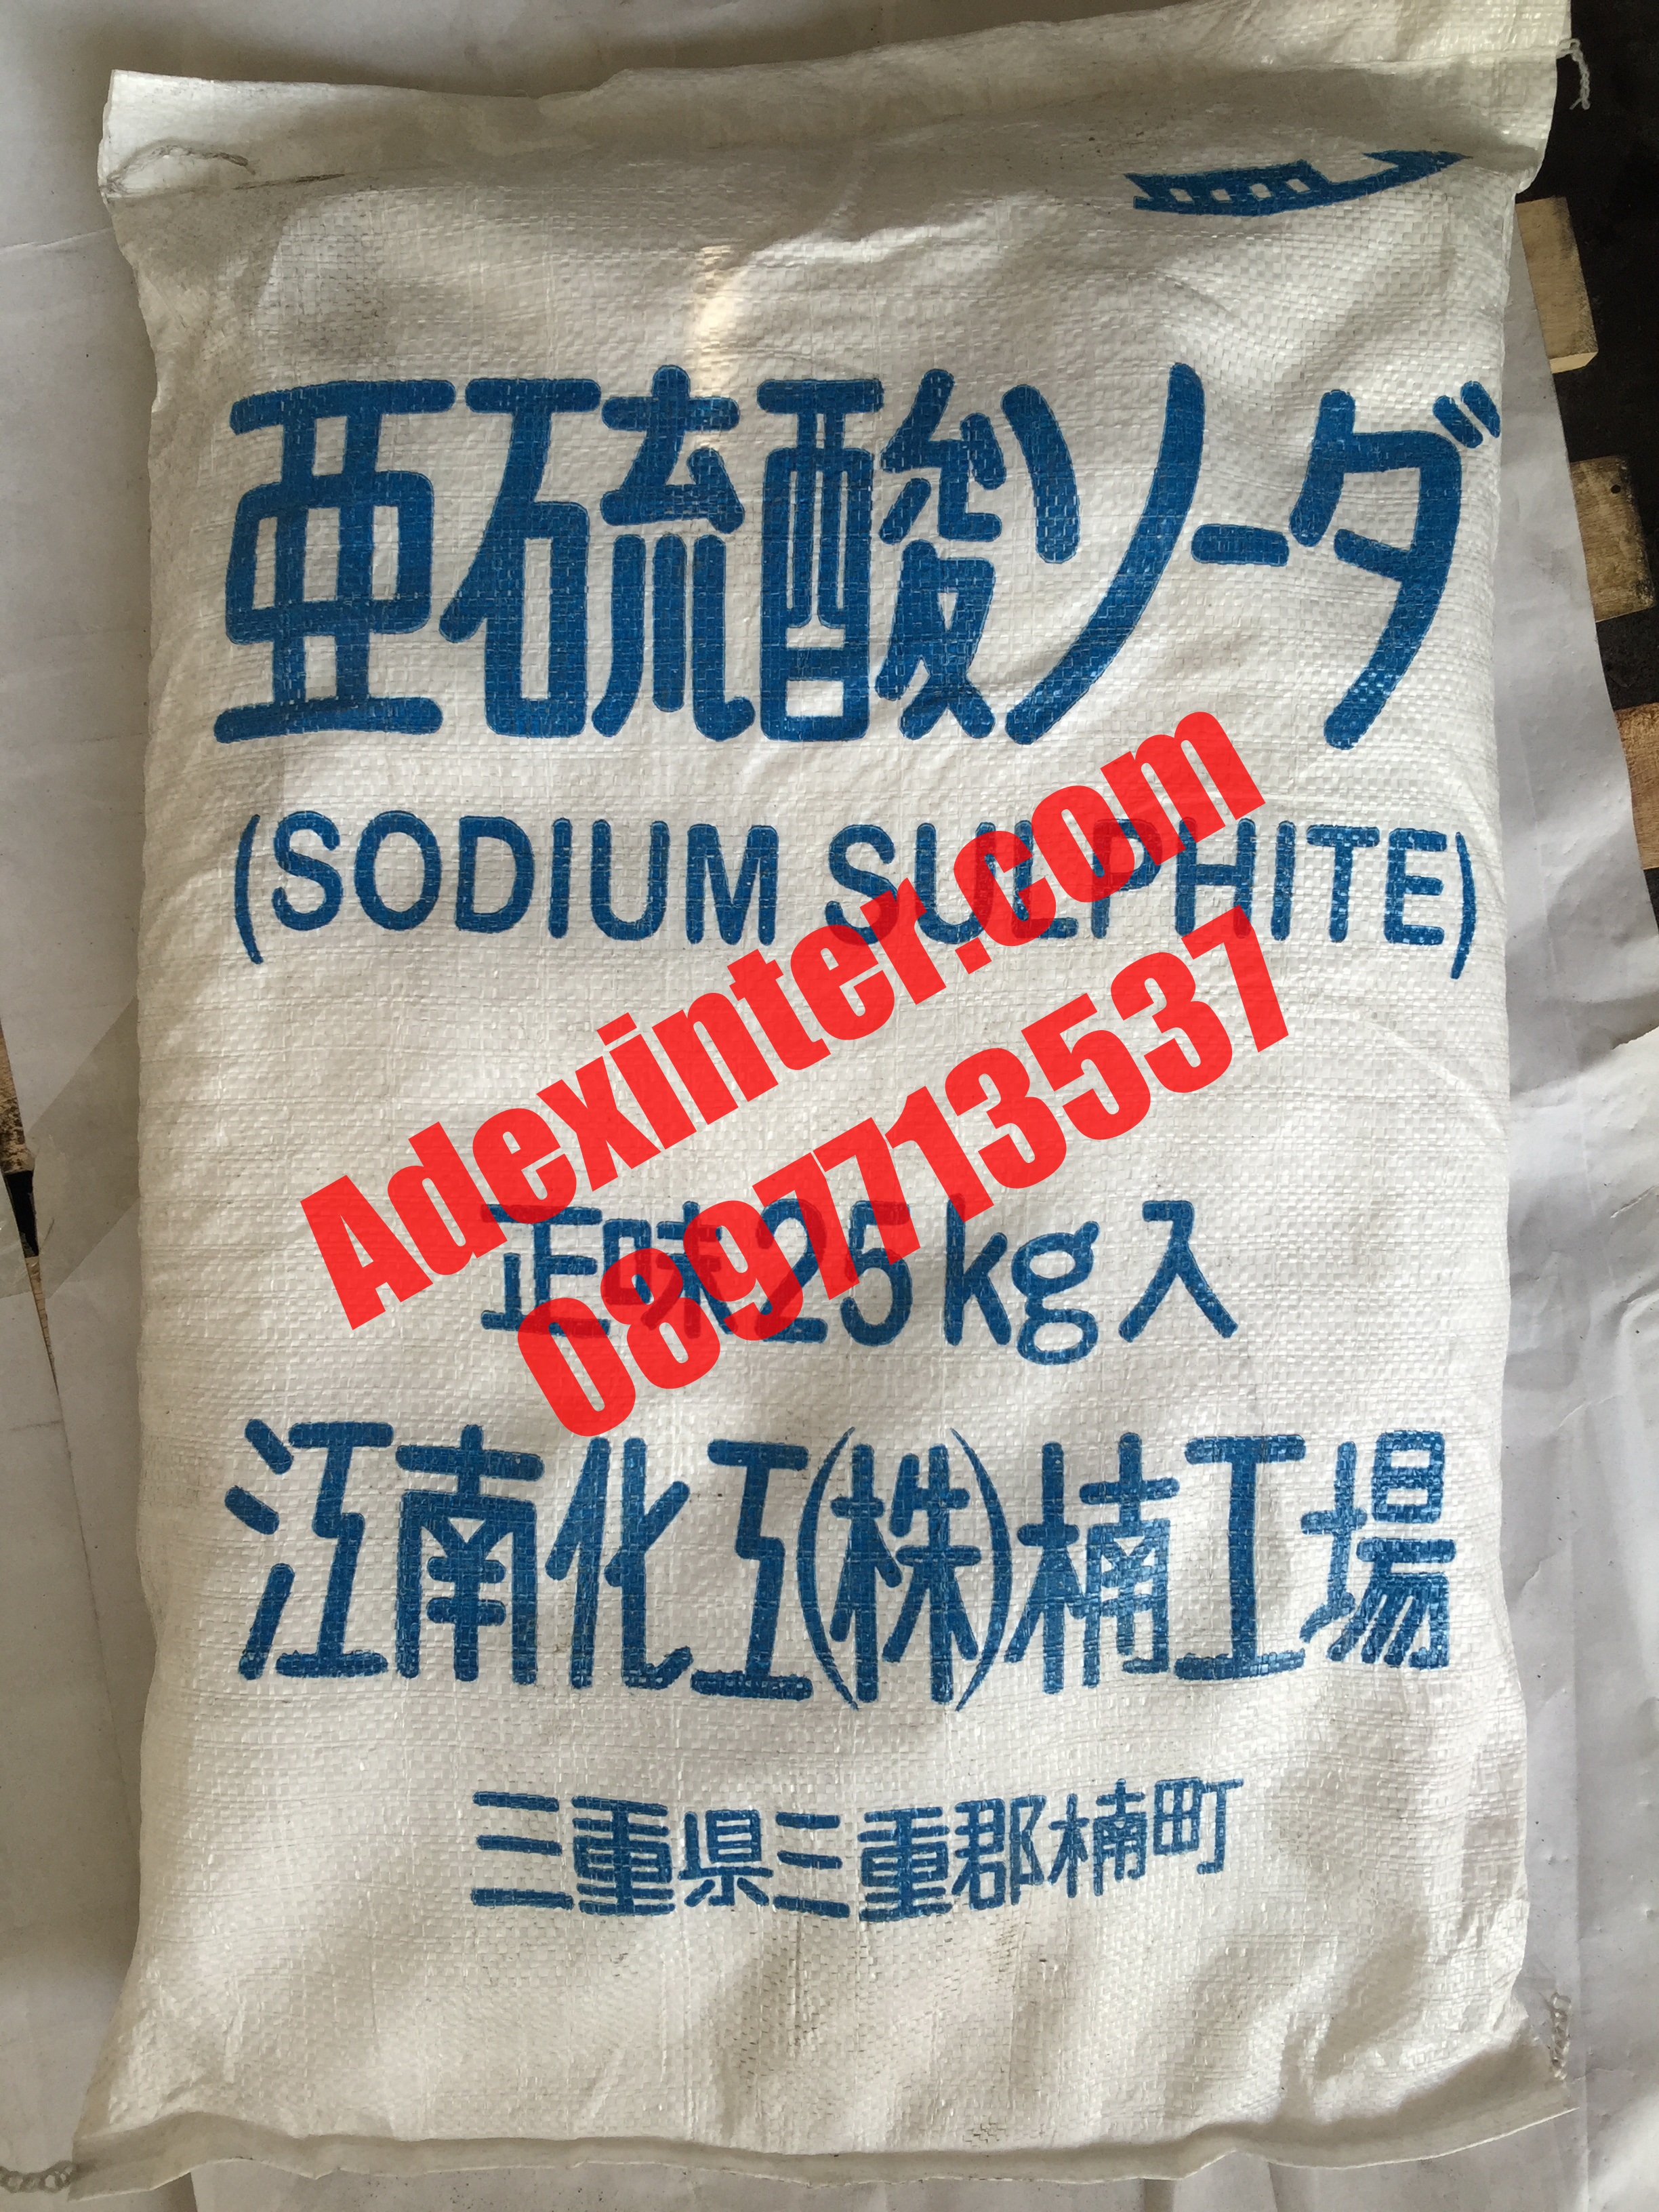 亜硫酸ソーダ
(SODIUM SULPHITE)
Adexinter.com
0897713537
正味25kg入
江南化工(株)楠工場
三重県三重郡楠町